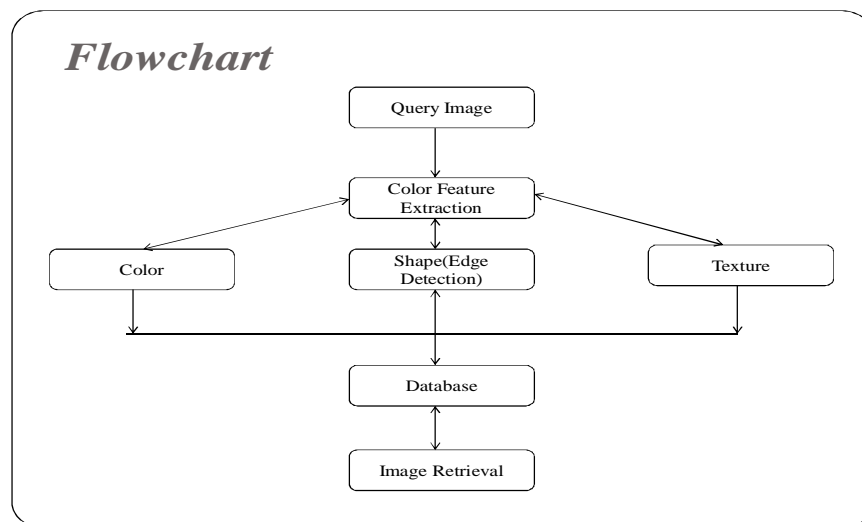 Flowchart
Query Image
Color Feature
Extraction
Color
Shape(Edge
Detection)
Texture
Database
Image Retrieval